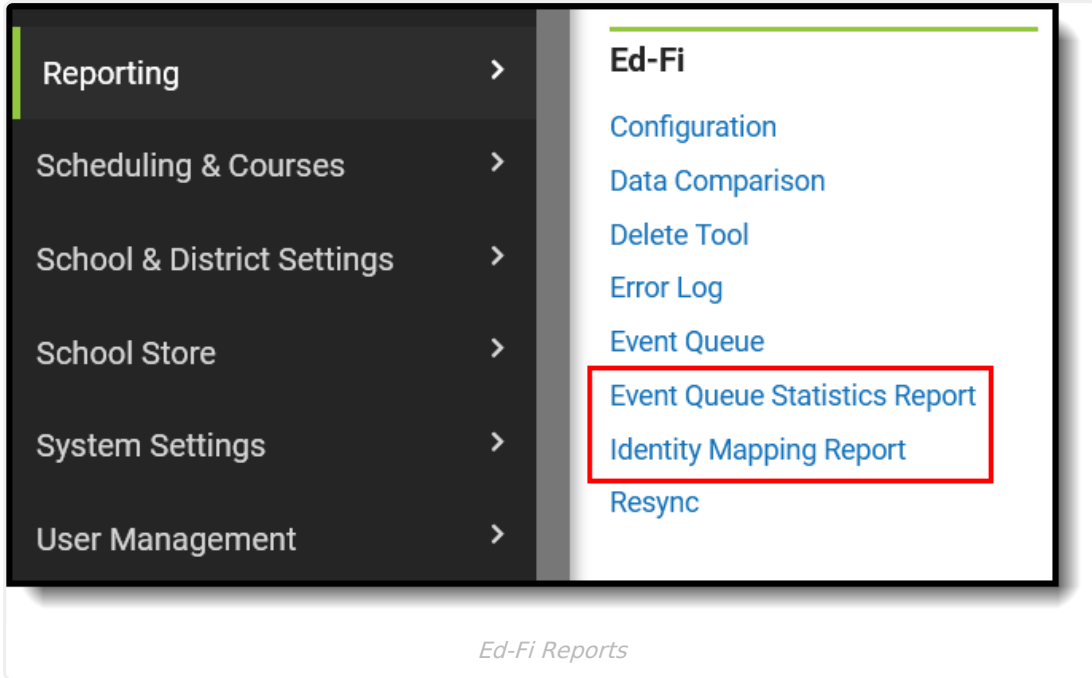 Reporting
Scheduling & Courses
School & District Settings
School Store
System Settings
User Management
Ed-Fi
Configuration
Data Comparison
Delete Tool
Error Log
Event Queue
Event Queue Statistics Report
Identity Mapping Report
Resync
Ed-Fi Reports